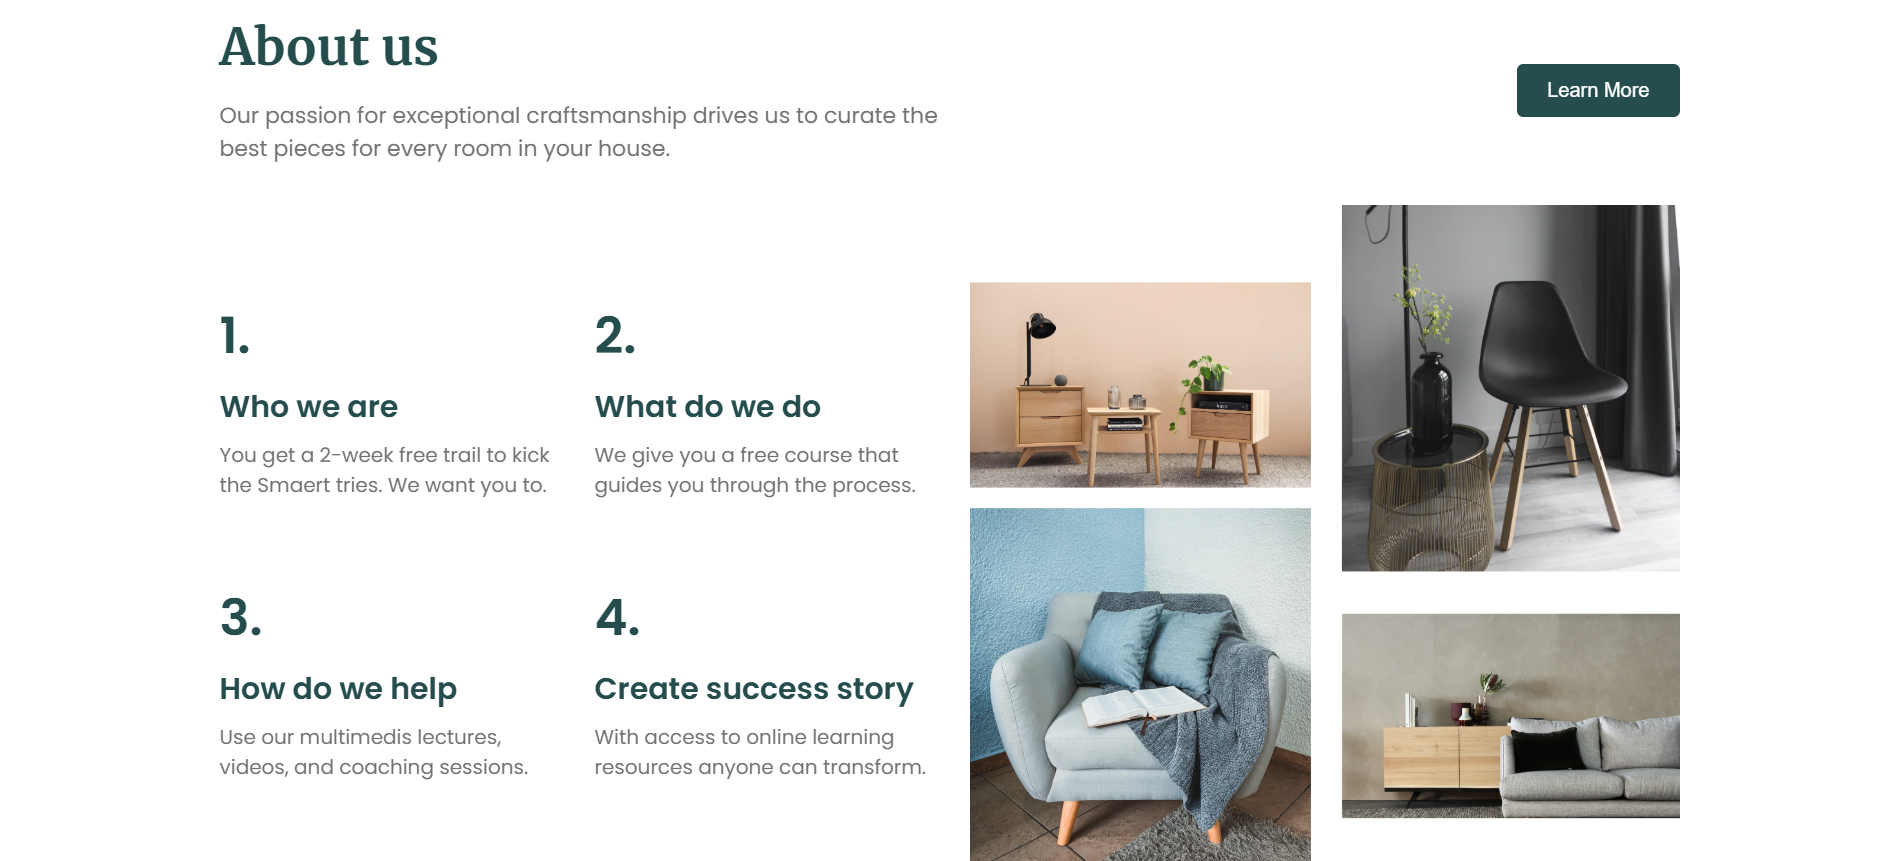 About us
Our passion for exceptional craftsmanship drives us to curate the
best pieces for every room in your house.
Learn More
1.
Who we are
You get a 2-week free trail to kick
the Smaert tries. We want you to.
2.
What do we do
We give you a free course that
guides you through the process.
3.
How do we help
Use our multimedis lectures,
videos, and coaching sessions.
4.
Create success story
With access to online learning
resources anyone can transform.